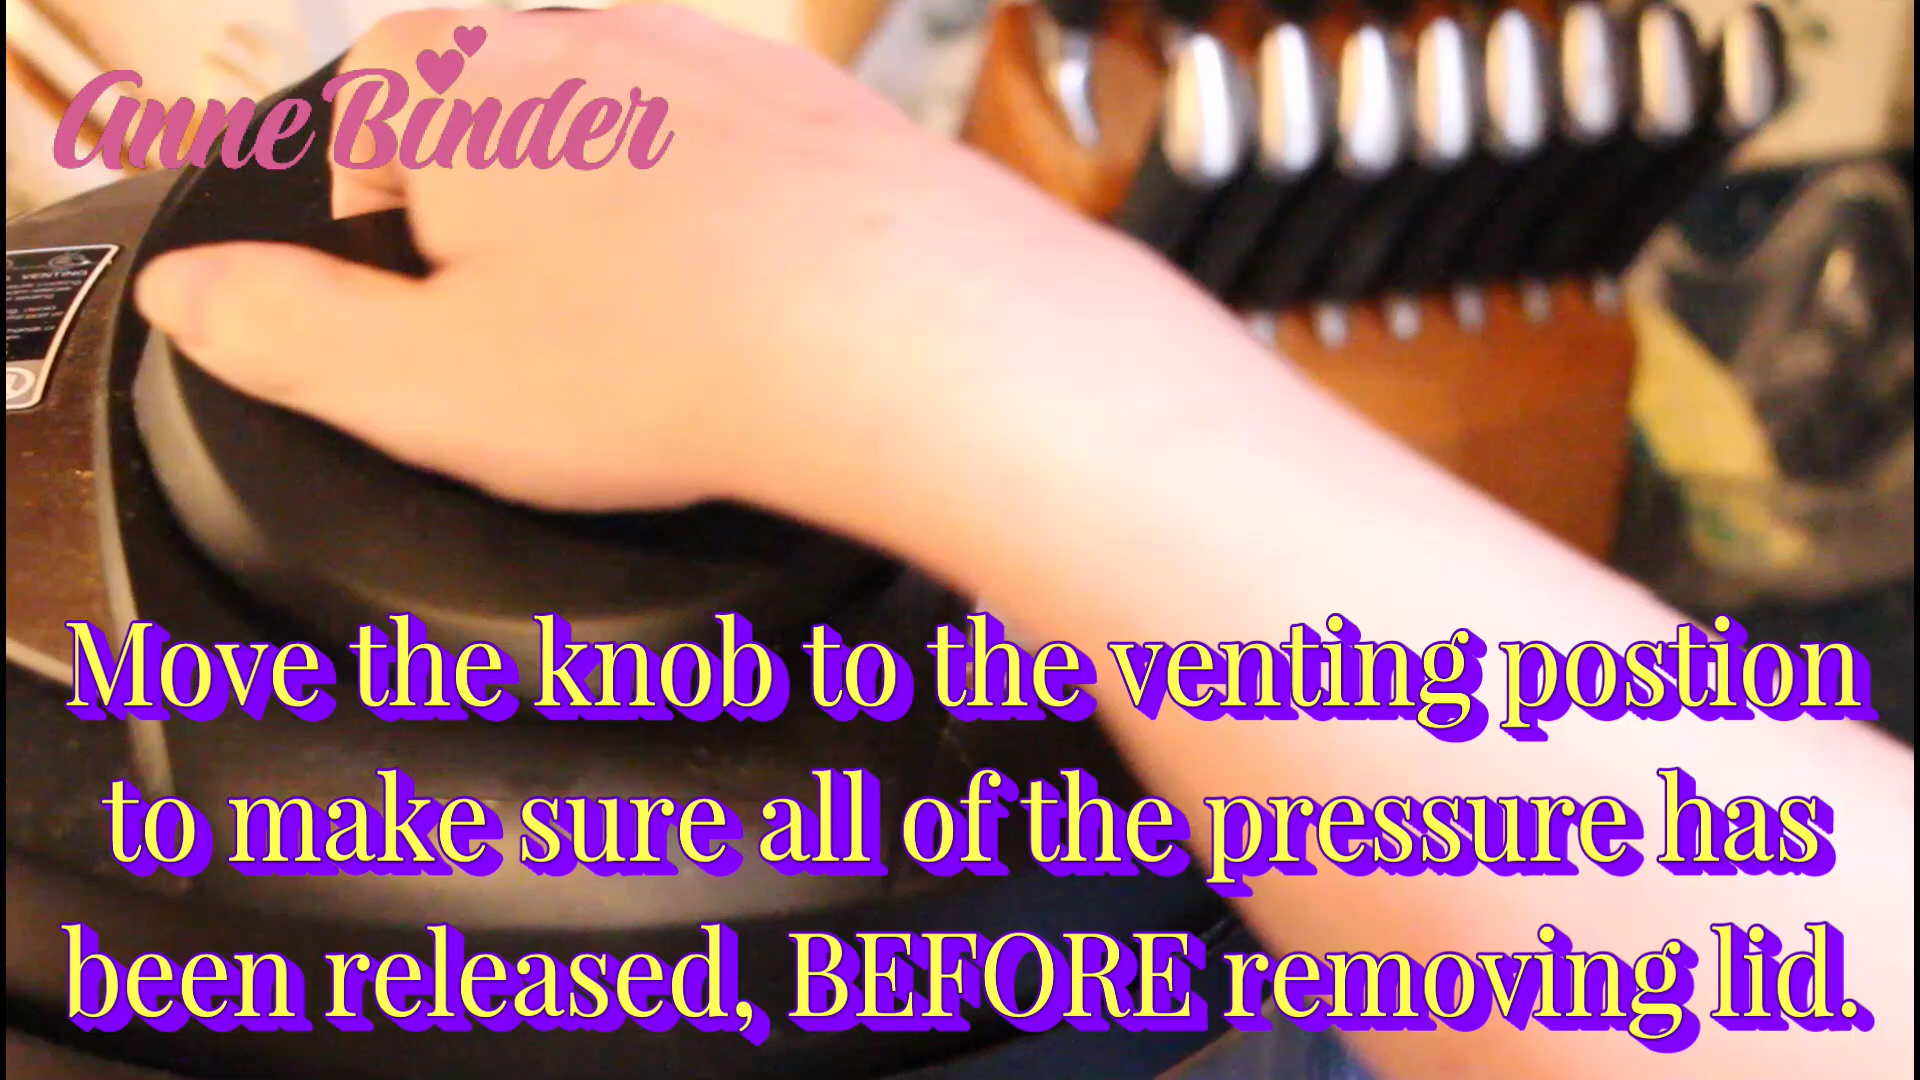 Anne Binder
VENTING
Move the knob to the venting postion
to make sure all of the pressure has
been released, BEFORE removing lid.